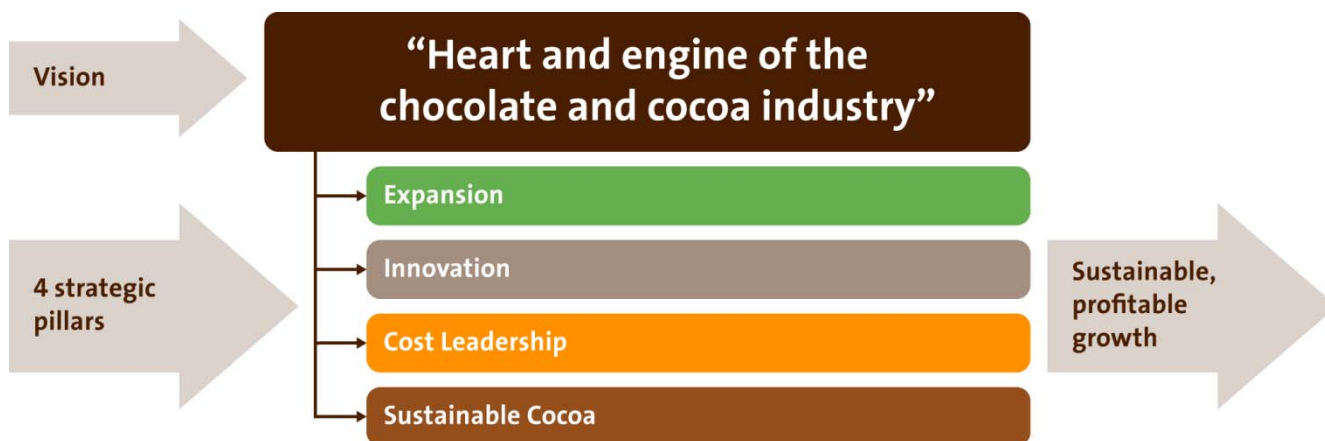 Vision
“Heart and engine of the
chocolate and cocoa industry”
4 strategic
pillars
Expansion
Innovation
Cost Leadership
Sustainable Cocoa
Sustainable,
profitable
growth